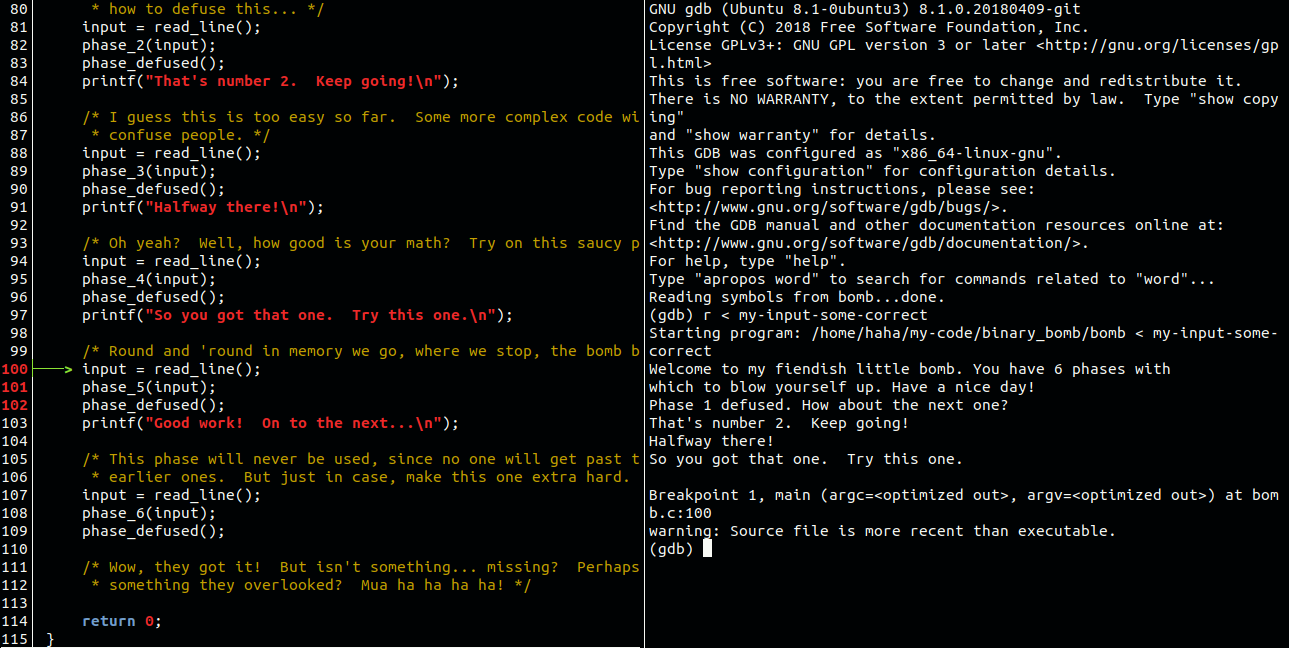 80         * how to defuse this... */
81     input = read_line();
82     phase_2(input);
83     phase_defused();
84     printf("That's number 2.  Keep going!\n");
85
86     /* I guess this is too easy so far.  Some more complex code wi
87      * confuse people. */
88     input = read_line();
89     phase_3(input);
90     phase_defused();
91     printf("Halfway there!\n");
92
93     /* Oh yeah?  Well, how good is your math?  Try on this saucy p
94     input = read_line();
95     phase_4(input);
96     phase_defused();
97     printf("So you got that one.  Try this one.\n");
98
99     /* Round and 'round in memory we go, where we stop, the bomb b
100 ───> input = read_line();
101     phase_5(input);
102     phase_defused();
103     printf("Good work!  On to the next...\n");
104
105     /* This phase will never be used, since no one will get past t
106      * earlier ones.  But just in case, make this one extra hard.
107     input = read_line();
108     phase_6(input);
109     phase_defused();
110
111     /* Wow, they got it!  But isn't something... missing?  Perhaps
112      * something they overlooked?  Mua ha ha ha ha! */
113
114     return 0;
115 }
GNU gdb (Ubuntu 8.1-0ubuntu3) 8.1.0.20180409-git
Copyright (C) 2018 Free Software Foundation, Inc.
License GPLv3+: GNU GPL version 3 or later <http://gnu.org/licenses/gp
l.html>
This is free software: you are free to change and redistribute it.
There is NO WARRANTY, to the extent permitted by law.  Type "show copy
ing"
and "show warranty" for details.
This GDB was configured as "x86_64-linux-gnu".
Type "show configuration" for configuration details.
For bug reporting instructions, please see:
<http://www.gnu.org/software/gdb/bugs/>.
Find the GDB manual and other documentation resources online at:
<http://www.gnu.org/software/gdb/documentation/>.
For help, type "help".
Type "apropos word" to search for commands related to "word"...
Reading symbols from bomb...done.
(gdb) r < my-input-some-correct
Starting program: /home/haha/my-code/binary_bomb/bomb < my-input-some-
correct
Welcome to my fiendish little bomb. You have 6 phases with
which to blow yourself up. Have a nice day!
Phase 1 defused. How about the next one?
That's number 2.  Keep going!
Halfway there!
So you got that one.  Try this one.

Breakpoint 1, main (argc=<optimized out>, argv=<optimized out>) at bom
b.c:100
warning: Source file is more recent than executable.
(gdb)